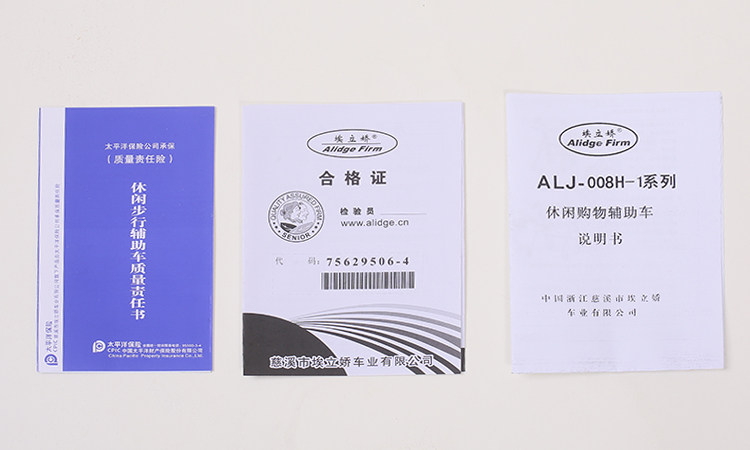 太平洋保险公司承保
(质量责任险)
休闲步行辅助车质量责任书
太平洋保险
CPIC 中国太平洋财产保险股份有限公司
China Pacific Property Insurance Co.,Ltd
太平洋保险
埃立娇®
Alidge Firm
合格证
QUALITY ASSURED FIRM
SENIOR
检验员
www.alidge.cn
代 码: 75629506-4
慈溪市埃立娇车业有限公司
埃立娇®
Alidge Firm
ALJ-008H-1系列
休闲购物辅助车
说明书
中国浙江慈溪市埃立娇
车业有限公司